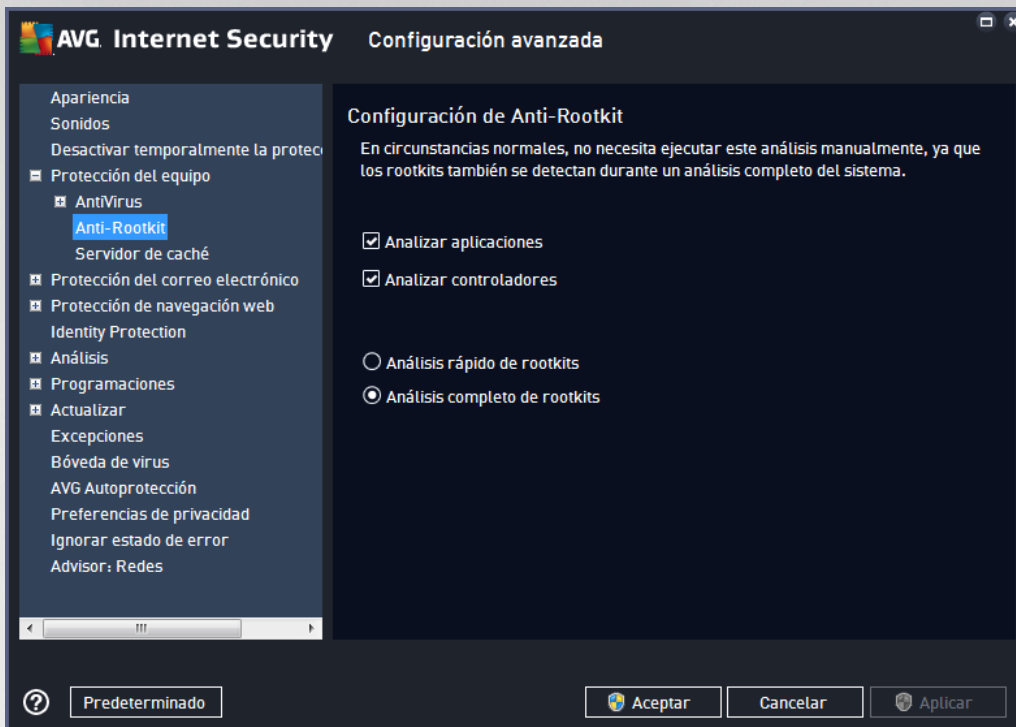 AVG Internet Security Configuración avanzada
Apariencia
Sonidos
Desactivar temporalmente la protec
Protección del equipo
AntiVirus
Anti-Rootkit
Servidor de caché
Protección del correo electrónico
Protección de navegación web
Identity Protection
Análisis
Programaciones
Actualizar
Excepciones
Bóveda de virus
AVG Autoprotección
Preferencias de privacidad
Ignorar estado de error
Advisor: Redes
Configuración de Anti-Rootkit
En circunstancias normales, no necesita ejecutar este análisis manualmente, ya que
los rootkits también se detectan durante un análisis completo del sistema.
Analizar aplicaciones
Analizar controladores
Análisis rápido de rootkits
Análisis completo de rootkits
? Predeterminado Aceptar Cancelar Aplicar